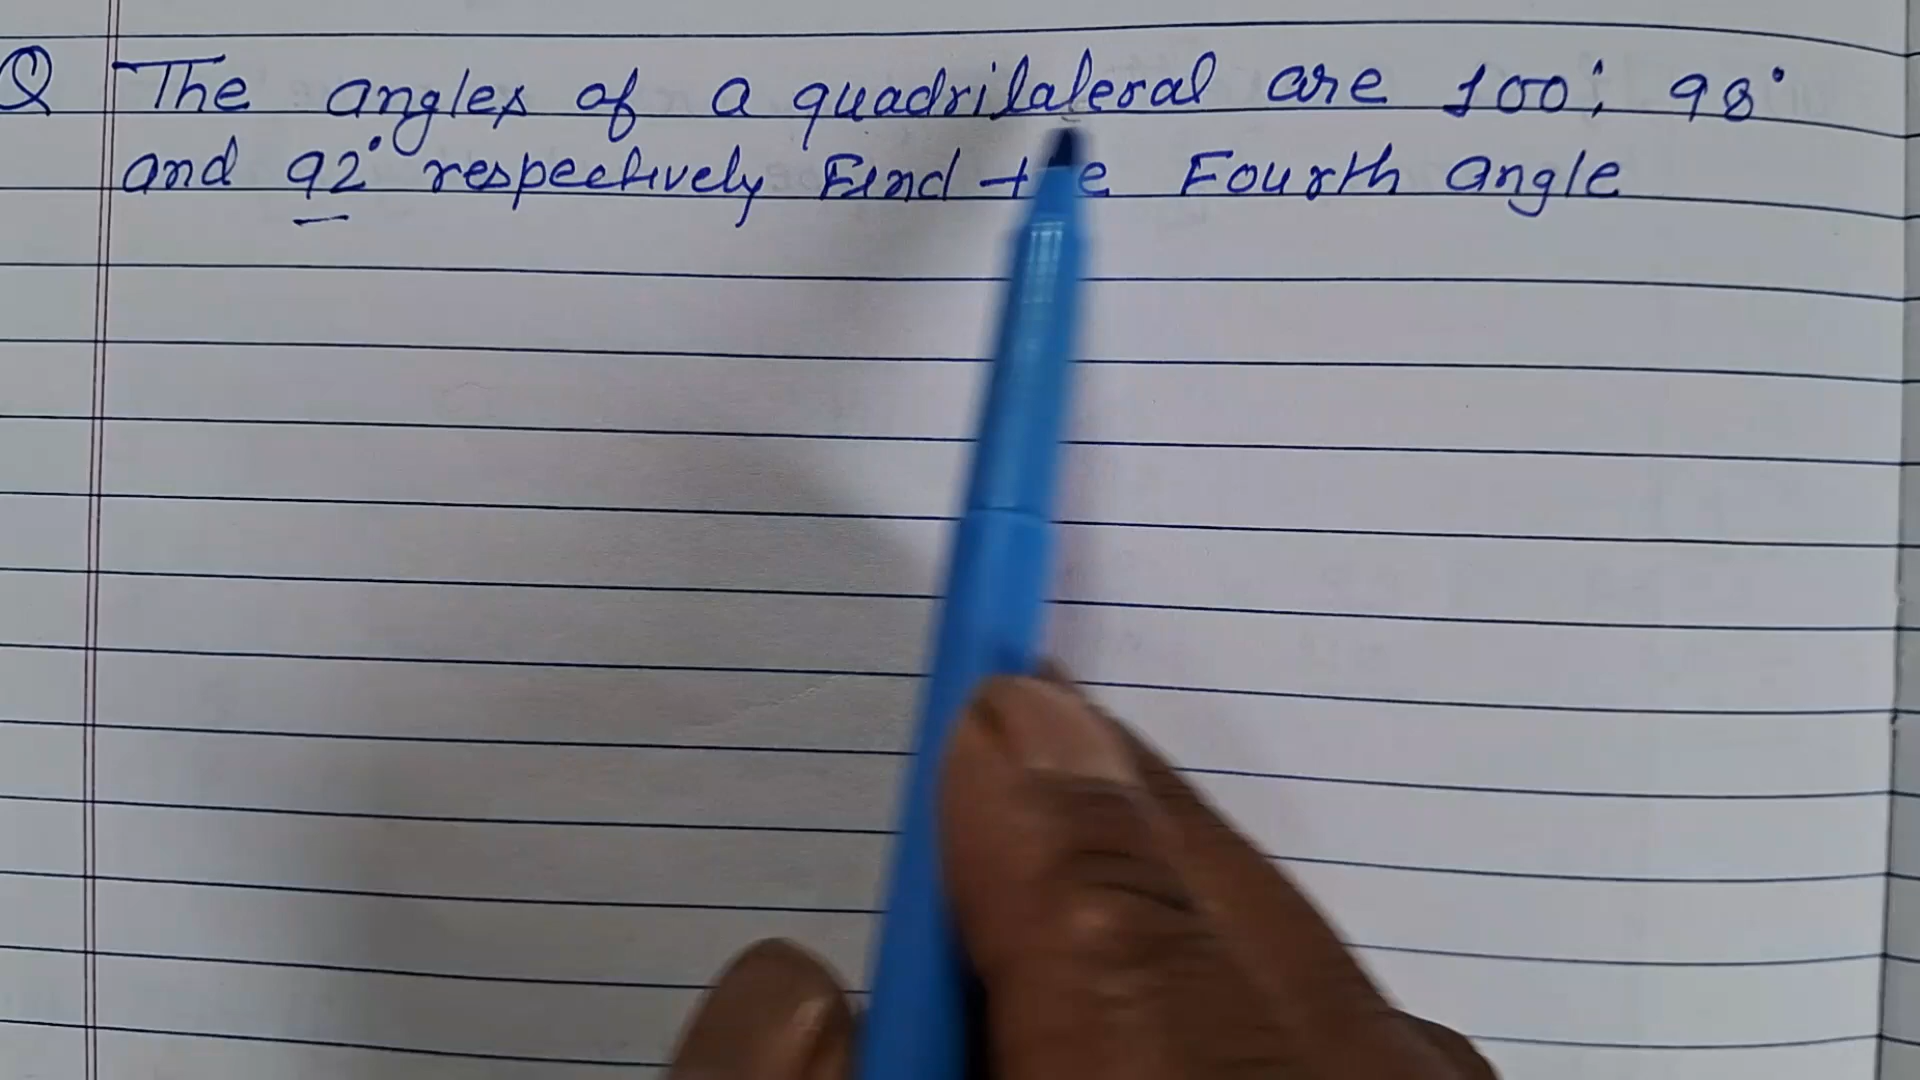 Q The angles of a quadrilateral are 100°, 98°
and 92° respectively Find the Fourth angle